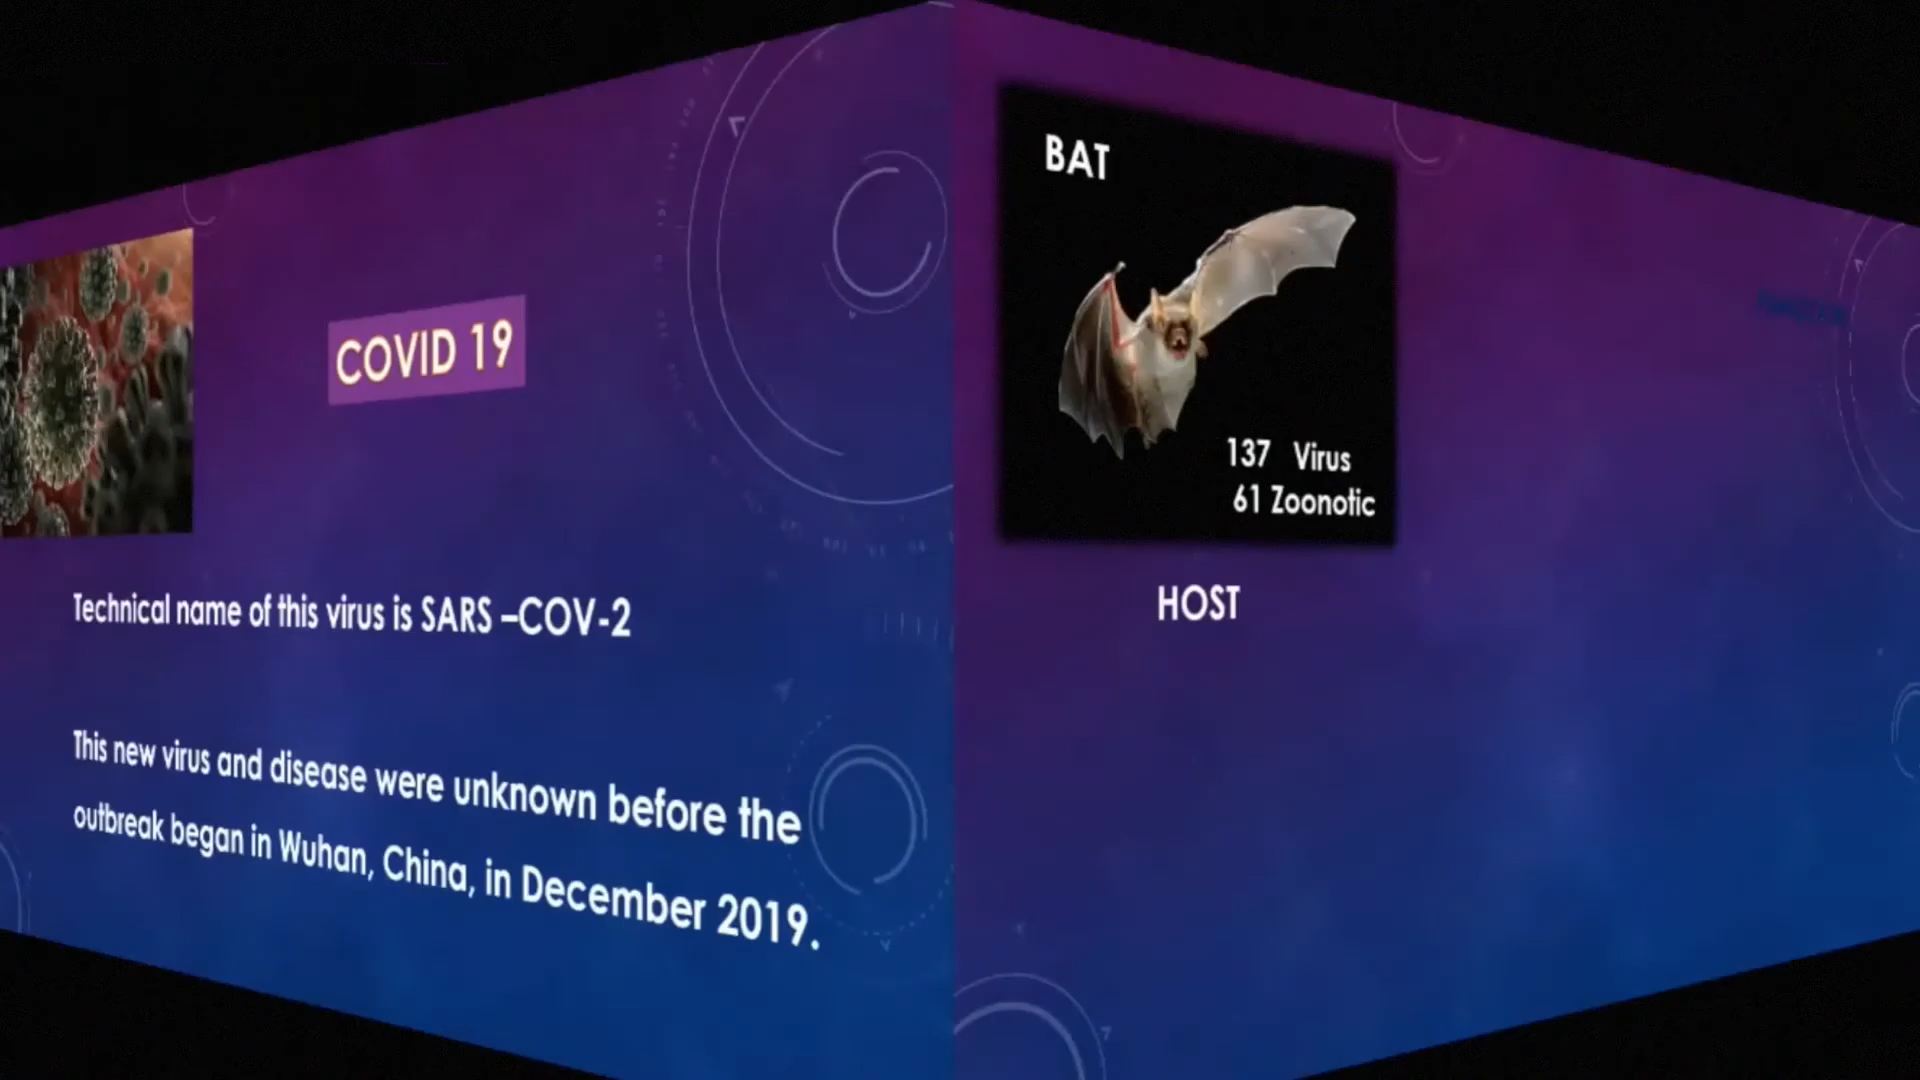 COVID 19
Technical name of this virus is SARS –COV-2
This new virus and disease were unknown before the
outbreak began in Wuhan, China, in December 2019.
BAT
137 Virus
61 Zoonotic
HOST